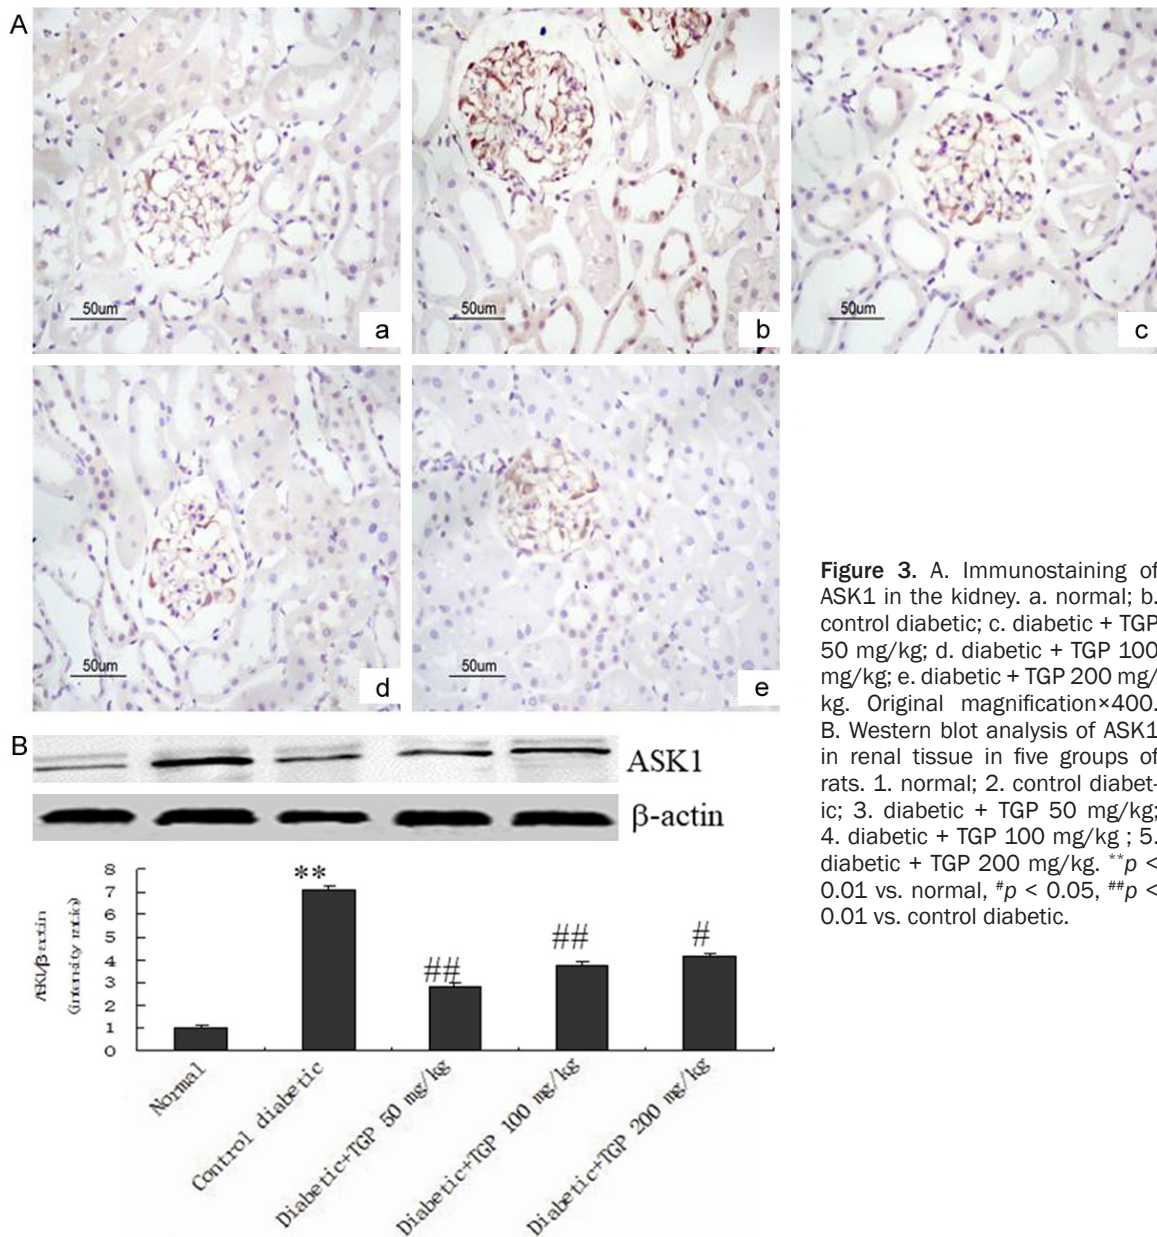 A
50um
a
50um
b
50um
c
50um
d
50um
e
Figure 3. A. Immunostaining of
ASK1 in the kidney. a. normal; b.
control diabetic; c. diabetic + TGP
50 mg/kg; d. diabetic + TGP 100
mg/kg; e. diabetic + TGP 200 mg/
kg. Original magnification×400.
B. Western blot analysis of ASK1
in renal tissue in five groups of
rats. 1. normal; 2. control diabet-
ic; 3. diabetic + TGP 50 mg/kg;
4. diabetic + TGP 100 mg/kg ; 5.
diabetic + TGP 200 mg/kg. **p <
0.01 vs. normal, #p < 0.05, ##p <
0.01 vs. control diabetic.
B
ASK1
β-actin
ASK1/β-actin
(intensity ratio)
8
7
6
5
4
3
2
1
0
**
##
##
#
Normal
Control diabetic
Diabetic+TGP 50 mg/kg
Diabetic+TGP 100 mg/kg
Diabetic+TGP 200 mg/kg